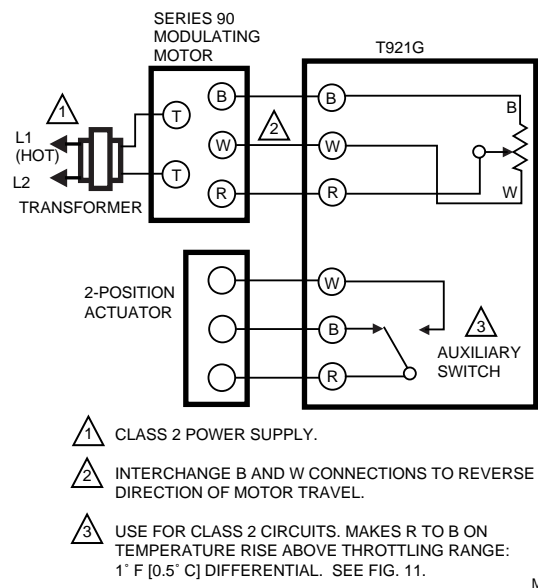 SERIES 90
MODULATING
MOTOR
T921G
1
L1
(HOT)
L2
TRANSFORMER
T
T
B
W
R
2
B
W
R
B
W
2-POSITION
ACTUATOR
W
B
R
3
AUXILIARY
SWITCH
1 CLASS 2 POWER SUPPLY.
2 INTERCHANGE B AND W CONNECTIONS TO REVERSE
DIRECTION OF MOTOR TRAVEL.
3 USE FOR CLASS 2 CIRCUITS. MAKES R TO B ON
TEMPERATURE RISE ABOVE THROTTLING RANGE:
1° F [0.5° C] DIFFERENTIAL. SEE FIG. 11.